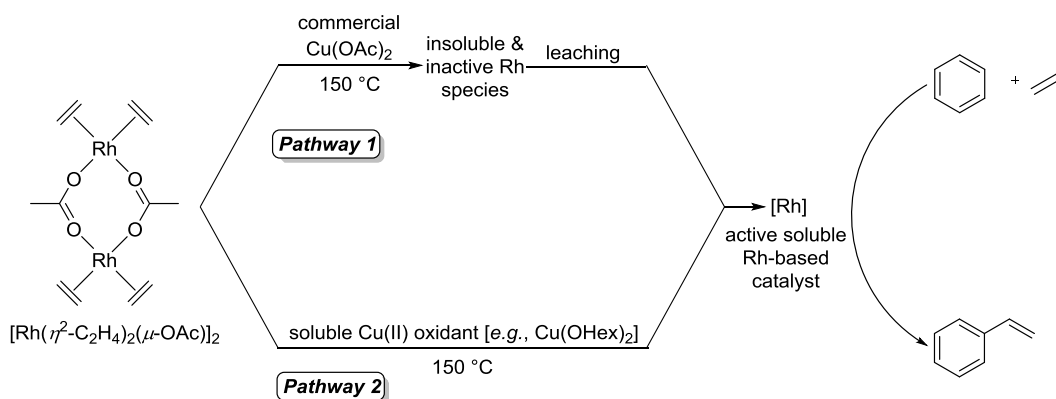 commercial
Cu(OAc)2
150 °C
insoluble &
inactive Rh
species
leaching
Pathway 1
Rh
O
O
O
O
Rh
[Rh(η2-C2H4)2(μ-OAc)]2
soluble Cu(II) oxidant [e.g., Cu(OHex)2]
150 °C
Pathway 2
[Rh]
active soluble
Rh-based
catalyst
+